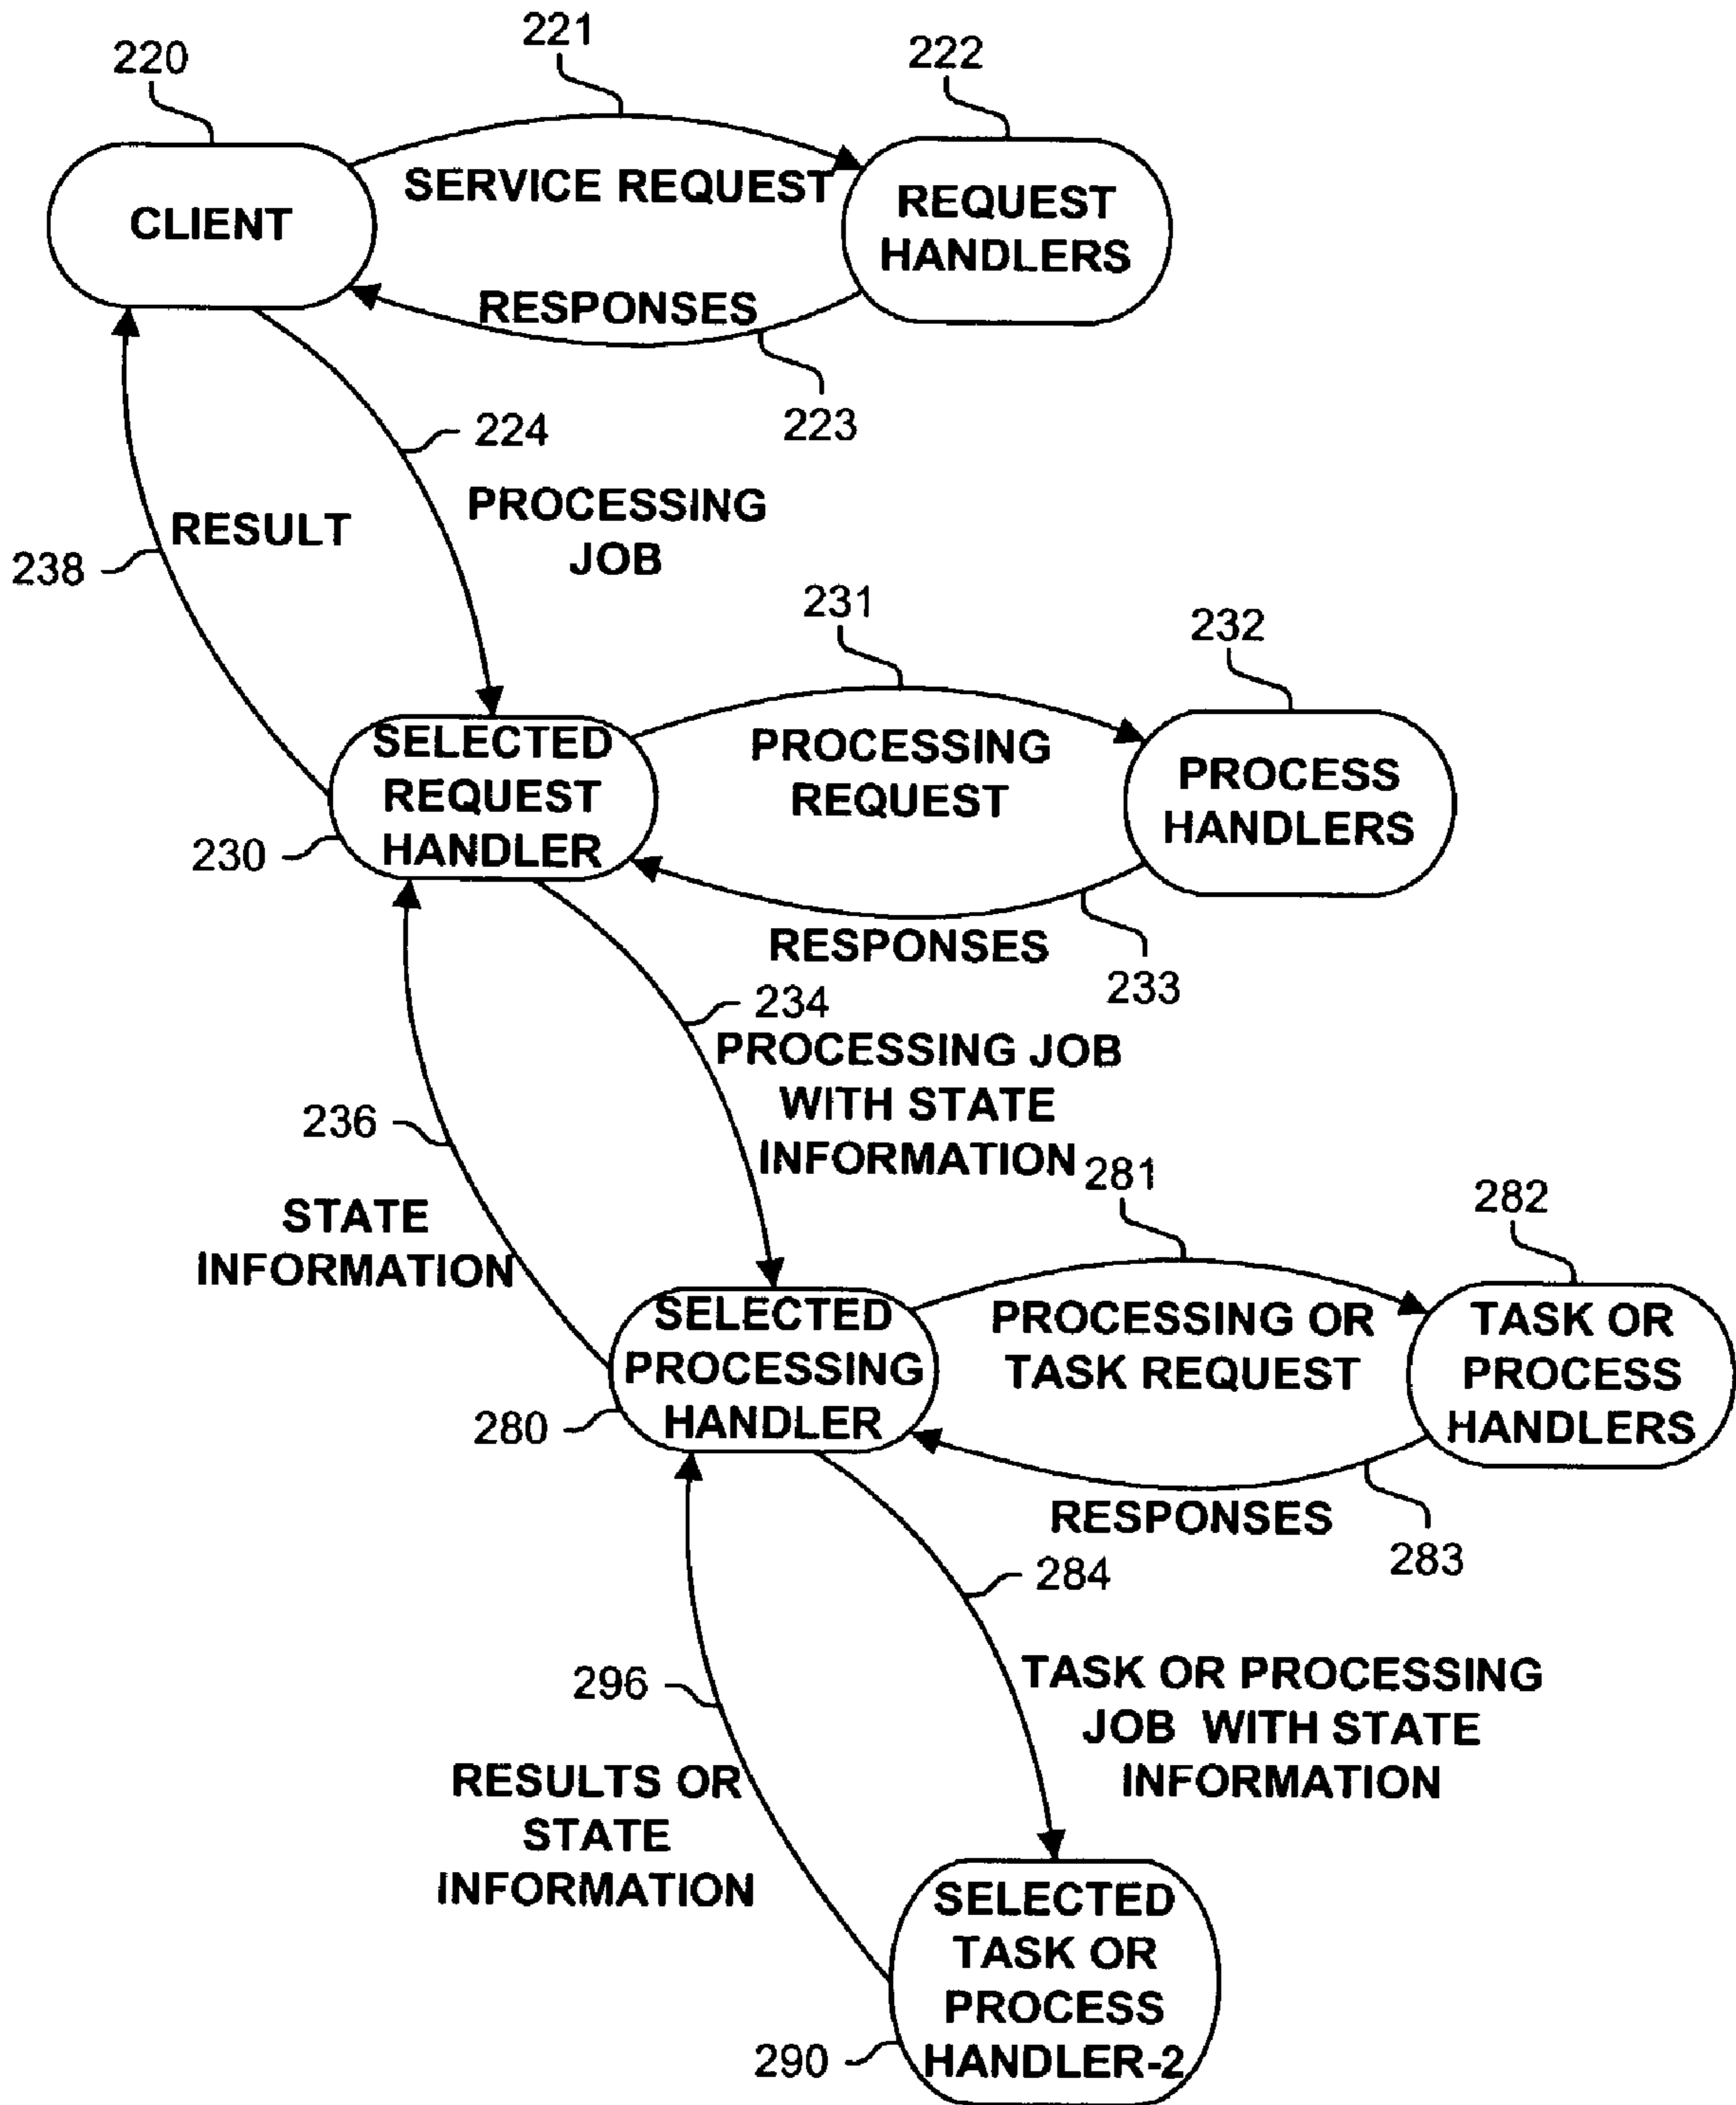 221
220
222
SERVICE REQUEST
CLIENT
REQUEST
HANDLERS
RESPONSES
223
224
PROCESSING
JOB
RESULT
238
231
232
SELECTED
REQUEST
HANDLER
PROCESSING
REQUEST
PROCESS
HANDLERS
230
RESPONSES
233
234
PROCESSING JOB
WITH STATE
INFORMATION
236
STATE
INFORMATION
281
282
SELECTED
PROCESSING
HANDLER
PROCESSING OR
TASK REQUEST
TASK OR
PROCESS
HANDLERS
280
RESPONSES
283
284
296
TASK OR PROCESSING
JOB WITH STATE
INFORMATION
RESULTS OR
STATE
INFORMATION
SELECTED
TASK OR
PROCESS
HANDLER-2
290